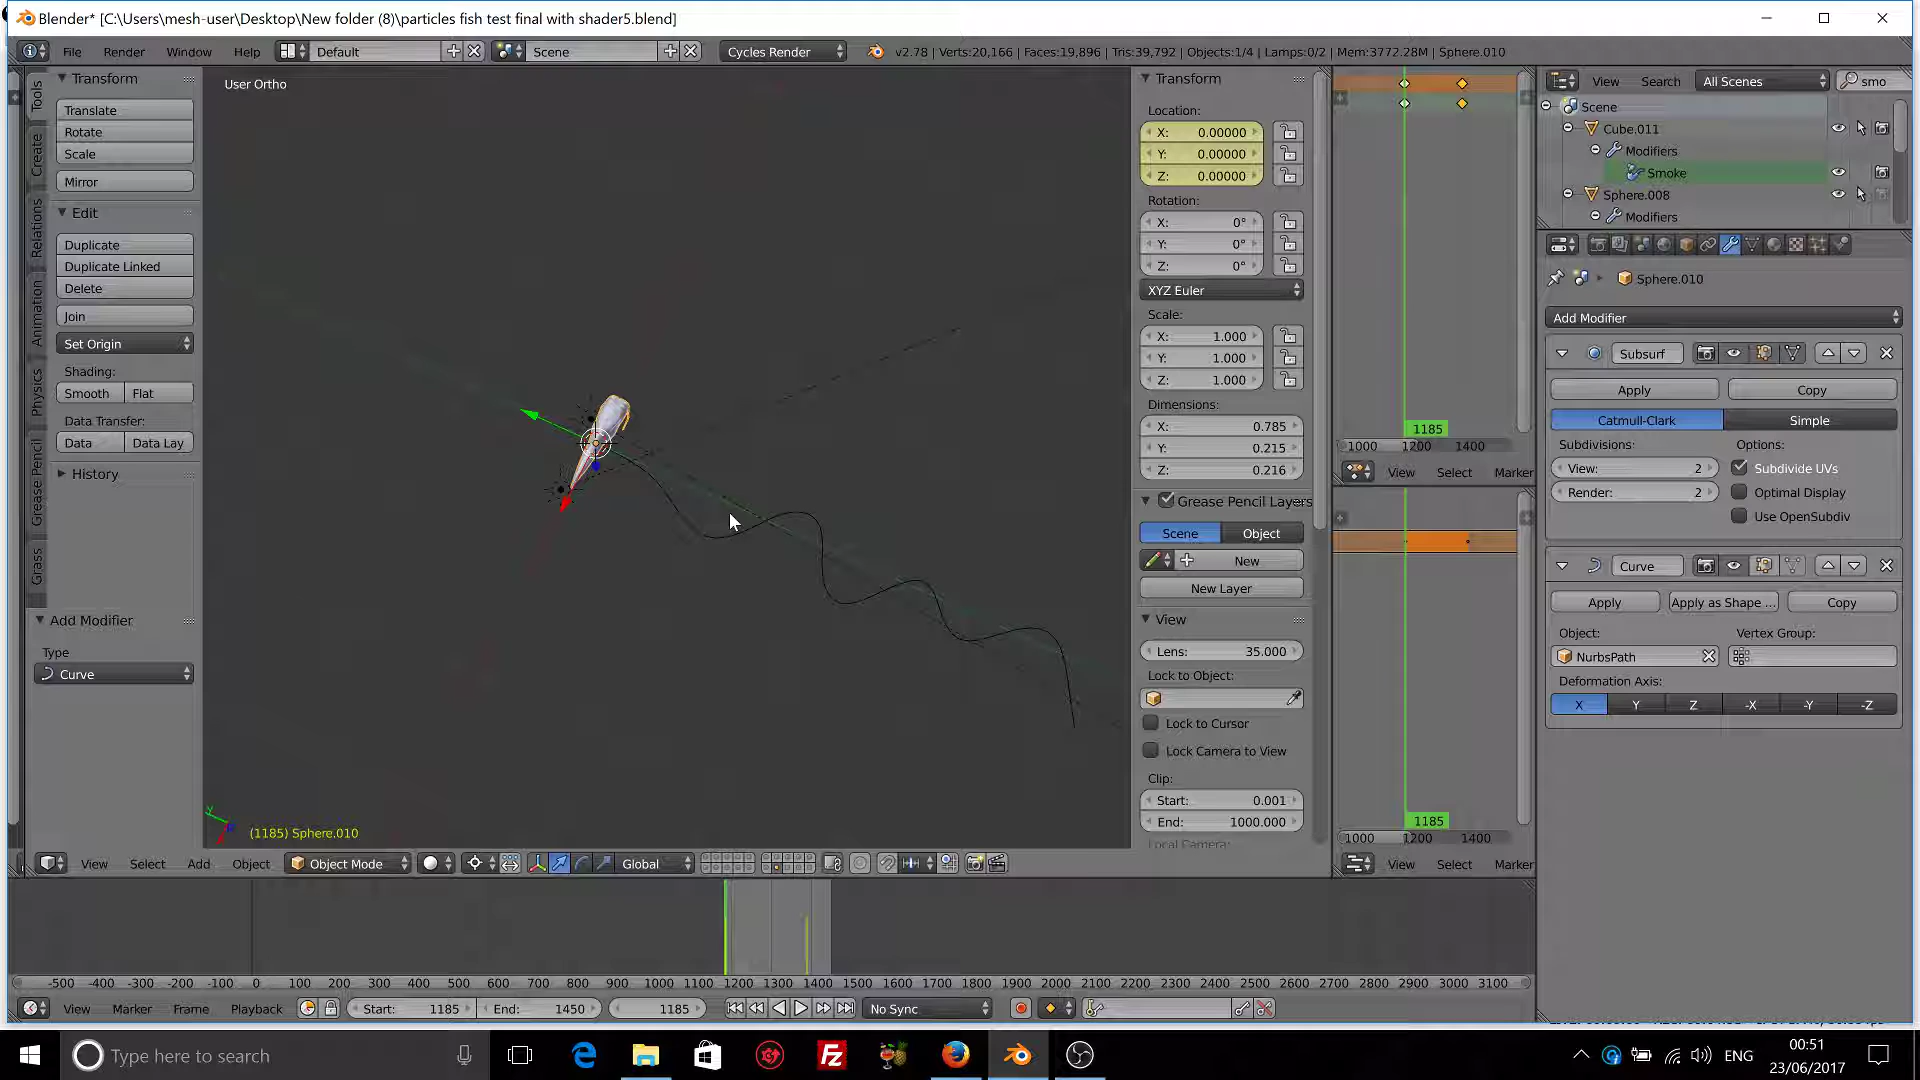 Blender* [C:\Users\mesh-user\Desktop\New folder (8)\particles fish test final with shader5.blend]
File Render Window Help Default Scene Cycles Render v2.78 | Verts:20,166 | Faces:19,896 | Tris:39,792 | Objects:1/4 | Lamps:0/2 | Mem:3772.28M | Sphere.010
Tools
Create
Relations
Animation
Physics
Grease Pencil
Grass
Transform
Translate
Rotate
Scale
Mirror
Edit
Duplicate
Duplicate Linked
Delete
Join
Set Origin
Shading:
Smooth Flat
Data Transfer:
Data Data Lay
History
Add Modifier
Type
Curve
User Ortho
(1185) Sphere.010
View Select Add Object Object Mode Global
Transform
Location:
X: 0.00000
Y: 0.00000
Z: 0.00000
Rotation:
X: 0°
Y: 0°
Z: 0°
XYZ Euler
Scale:
X: 1.000
Y: 1.000
Z: 1.000
Dimensions:
X: 0.785
Y: 0.215
Z: 0.216
Grease Pencil Layers
Scene Object
New
New Layer
View
Lens: 35.000
Lock to Object:
Lock to Cursor
Lock Camera to View
Clip:
Start: 0.001
End: 1000.000
1185
1000 1200 1400
View Select Marker
1185
1000 1200 1400
View Select Marker
View Search All Scenes smo
Scene
Cube.011
Modifiers
Smoke
Sphere.008
Modifiers
Sphere.010
Add Modifier
Subsurf
Apply Copy
Catmull-Clark Simple
Subdivisions: Options:
View: 2 Subdivide UVs
Render: 2 Optimal Display
Use OpenSubdiv
Curve
Apply Apply as Shape ... Copy
Object: Vertex Group:
NurbsPath
Deformation Axis:
X Y Z -X -Y -Z
-500 -400 -300 -200 -100 0 100 200 300 400 500 600 700 800 900 1000 1100 1200 1300 1400 1500 1600 1700 1800 1900 2000 2100 2200 2300 2400 2500 2600 2700 2800 2900 3000 3100
View Marker Frame Playback Start: 1185 End: 1450 1185 No Sync
Type here to search
ENG
00:51
23/06/2017